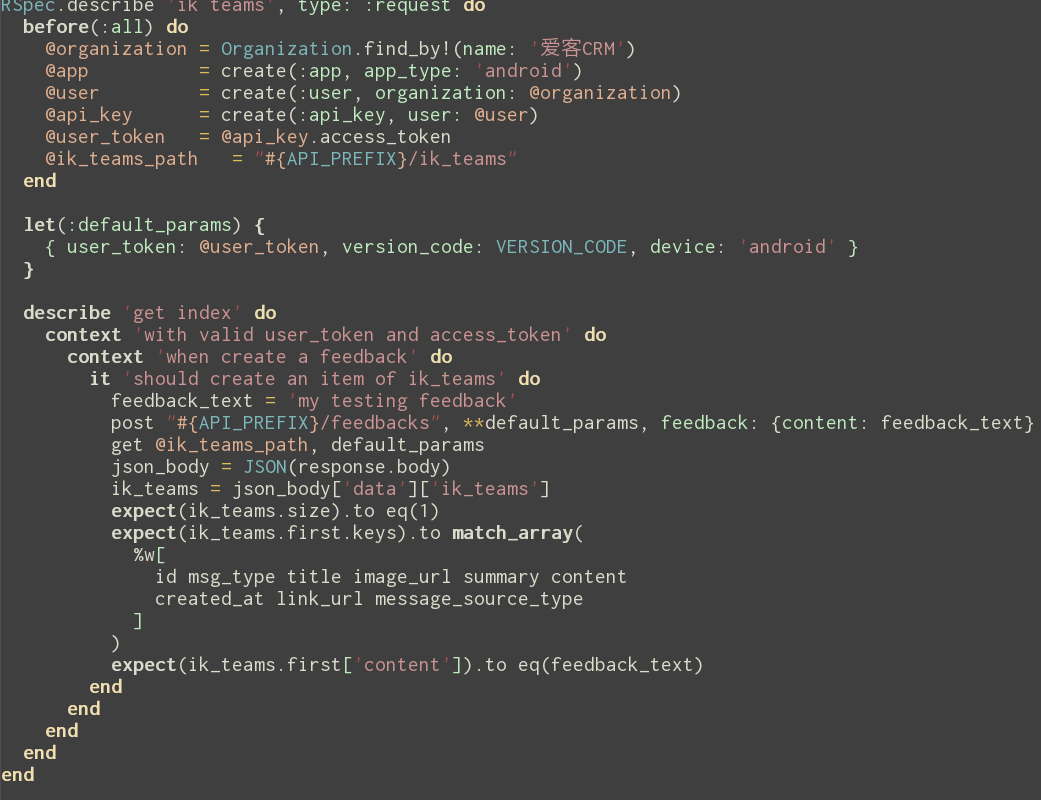 RSpec.describe 'ik_teams', type: :request do
  before(:all) do
    @organization = Organization.find_by!(name: '爱客CRM')
    @app          = create(:app, app_type: 'android')
    @user         = create(:user, organization: @organization)
    @api_key      = create(:api_key, user: @user)
    @user_token   = @api_key.access_token
    @ik_teams_path   = "#{API_PREFIX}/ik_teams"
  end

  let(:default_params) {
    { user_token: @user_token, version_code: VERSION_CODE, device: 'android' }
  }

  describe 'get index' do
    context 'with valid user_token and access_token' do
      context 'when create a feedback' do
        it 'should create an item of ik_teams' do
          feedback_text = 'my testing feedback'
          post "#{API_PREFIX}/feedbacks", **default_params, feedback: {content: feedback_text}
          get @ik_teams_path, default_params
          json_body = JSON(response.body)
          ik_teams = json_body['data']['ik_teams']
          expect(ik_teams.size).to eq(1)
          expect(ik_teams.first.keys).to match_array(
            %w[
              id msg_type title image_url summary content
              created_at link_url message_source_type
            ]
          )
          expect(ik_teams.first['content']).to eq(feedback_text)
        end
      end
    end
  end
end